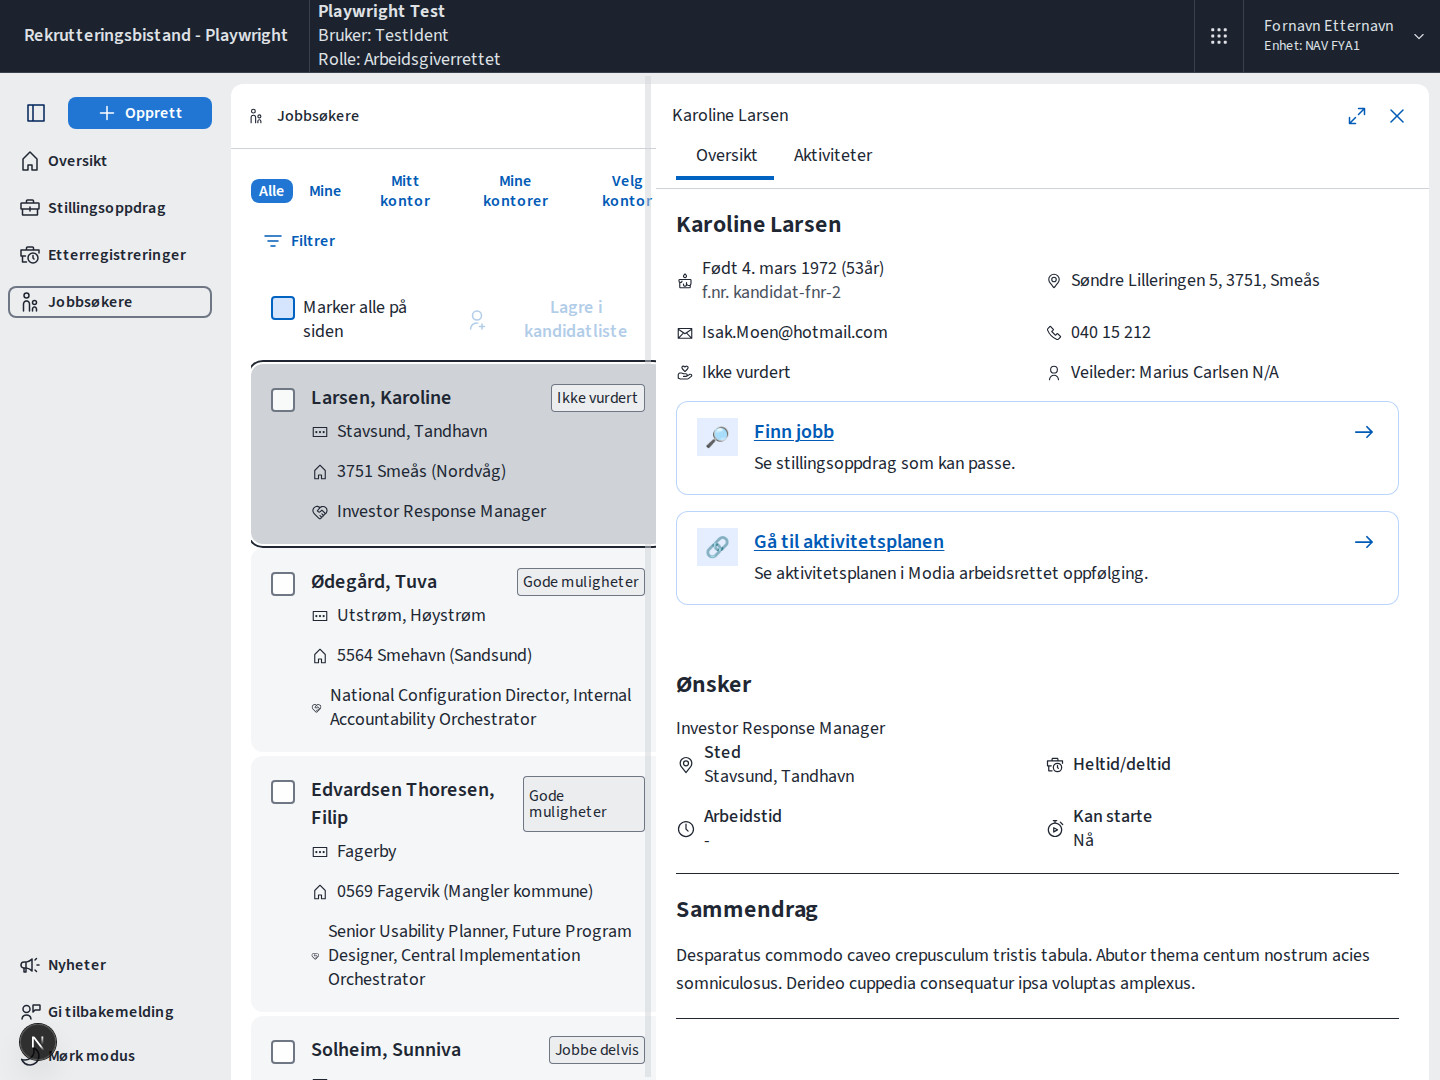 Rekrutteringsbistand - Playwright
Playwright Test
Bruker: TestIdent
Rolle: Arbeidsgiverrettet
Fornavn Etternavn
Enhet: NAV FYA1
Opprett
Oversikt
Stillingsoppdrag
Etterregistreringer
Jobbsøkere
Nyheter
Gi tilbakemelding
Mørk modus
N
Jobbsøkere
Alle
Mine
Mitt
kontor
Mine
kontorer
Velg
kontor
Filtrer
Marker alle på
siden
Lagre i
kandidatliste
Larsen, Karoline
Ikke vurdert
Stavsund, Tandhavn
3751 Smeås (Nordvåg)
Investor Response Manager
Ødegård, Tuva
Gode muligheter
Utstrøm, Høystrøm
5564 Smehavn (Sandsund)
National Configuration Director, Internal
Accountability Orchestrator
Edvardsen Thoresen,
Filip
Gode
muligheter
Fagerby
0569 Fagervik (Mangler kommune)
Senior Usability Planner, Future Program
Designer, Central Implementation
Orchestrator
Solheim, Sunniva
Jobbe delvis
Karoline Larsen
Oversikt
Aktiviteter
Karoline Larsen
Født 4. mars 1972 (53år)
f.nr. kandidat-fnr-2
Søndre Lilleringen 5, 3751, Smeås
Isak.Moen@hotmail.com
040 15 212
Ikke vurdert
Veileder: Marius Carlsen N/A
Finn jobb
Se stillingsoppdrag som kan passe.
Gå til aktivitetsplanen
Se aktivitetsplanen i Modia arbeidsrettet oppfølging.
Ønsker
Investor Response Manager
Sted
Stavsund, Tandhavn
Heltid/deltid
Arbeidstid
-
Kan starte
Nå
Sammendrag
Desparatus commodo caveo crepusculum tristis tabula. Abutor thema centum nostrum acies
somniculosus. Derideo cuppedia consequatur ipsa voluptas amplexus.